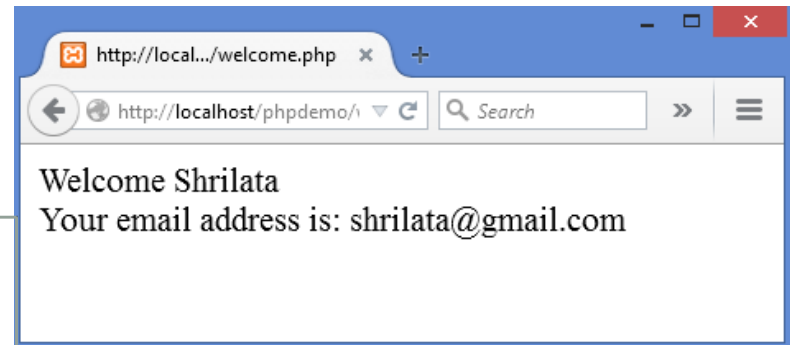 http://local.../welcome.php
http://localhost/phpdemo/
Search
Welcome Shrilata
Your email address is: shrilata@gmail.com